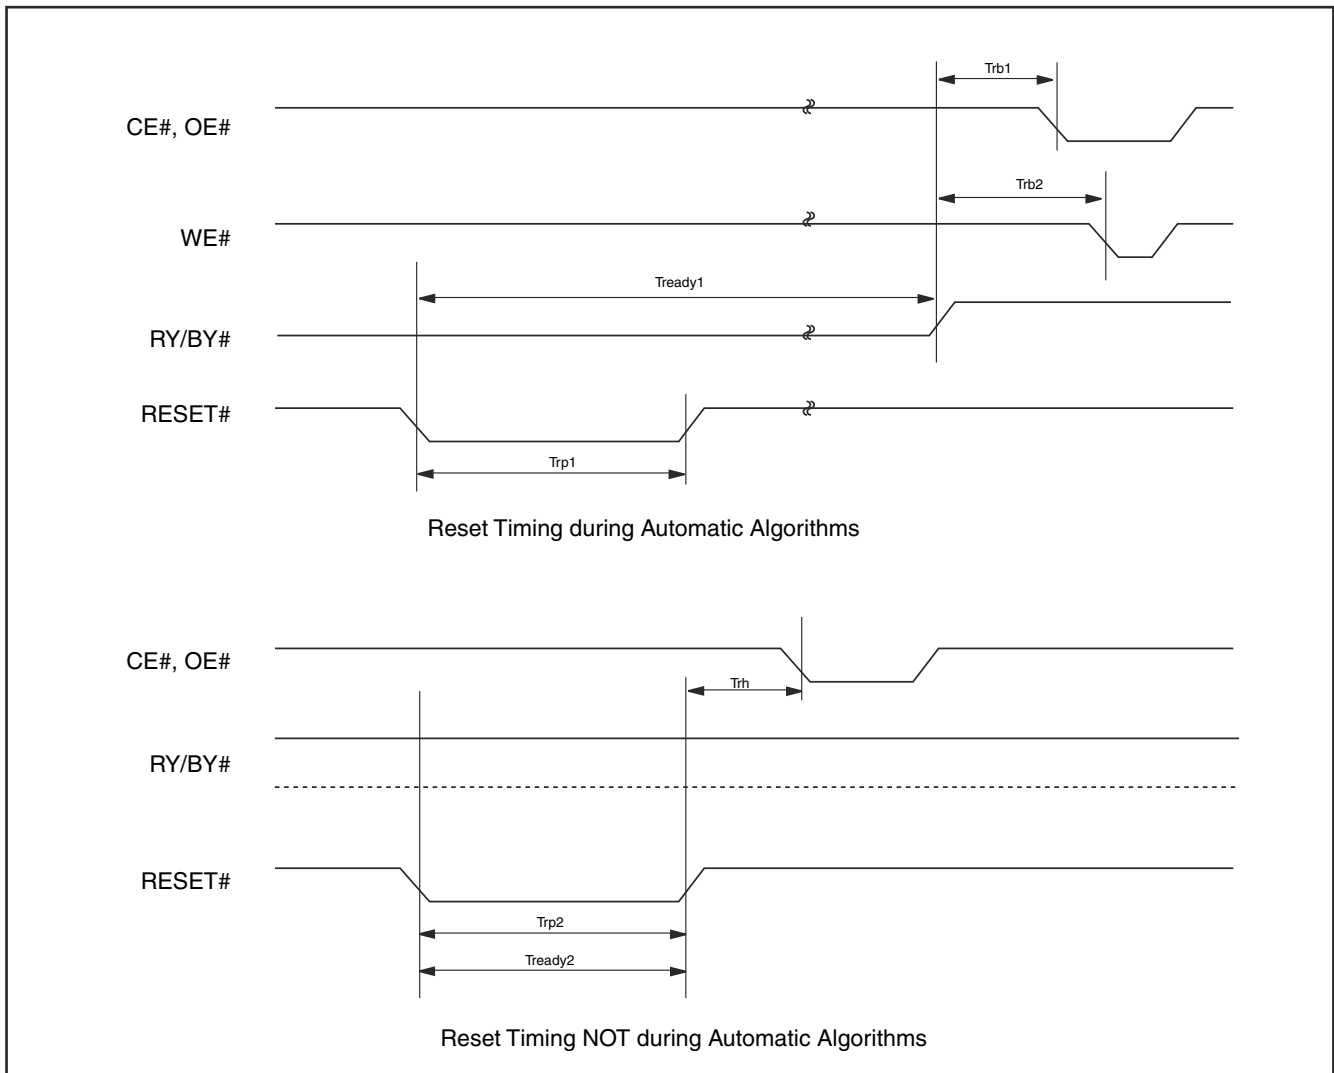 Trb1
CE#, OE#
Trb2
WE#
Tready1
RY/BY#
RESET#
Trp1
Reset Timing during Automatic Algorithms
CE#, OE#
Trh
RY/BY#
RESET#
Trp2
Tready2
Reset Timing NOT during Automatic Algorithms